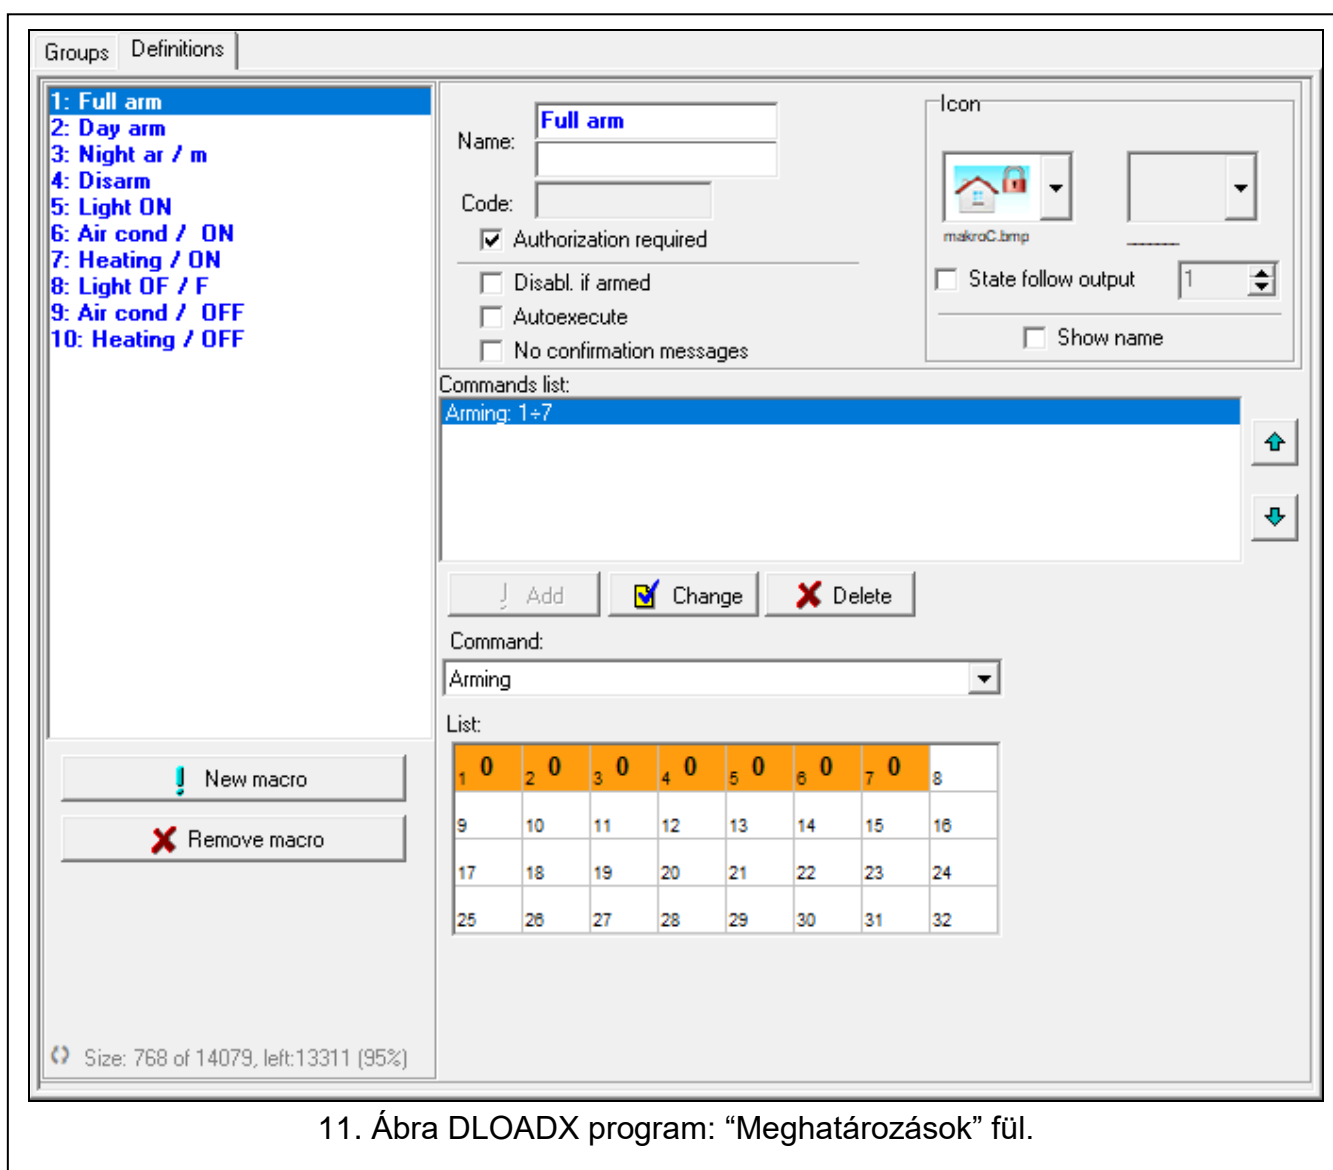 Groups Definitions
1: Full arm
2: Day arm
3: Night ar / m
4: Disarm
5: Light ON
6: Air cond /  ON
7: Heating / ON
8: Light OF / F
9: Air cond /  OFF
10: Heating / OFF
New macro
Remove macro
Size: 768 of 14079, left:13311 (95%)
Name: Full arm
Code:
Authorization required
Disabl. if armed
Autoexecute
No confirmation messages
Icon
makroC.bmp
State follow output 1
Show name
Commands list:
Arming: 1÷7
Add Change Delete
Command:
Arming
List:
1 0 2 0 3 0 4 0 5 0 6 0 7 0 8
9 10 11 12 13 14 15 16
17 18 19 20 21 22 23 24
25 26 27 28 29 30 31 32
11. Ábra DLOADX program: “Meghatározások” fül.